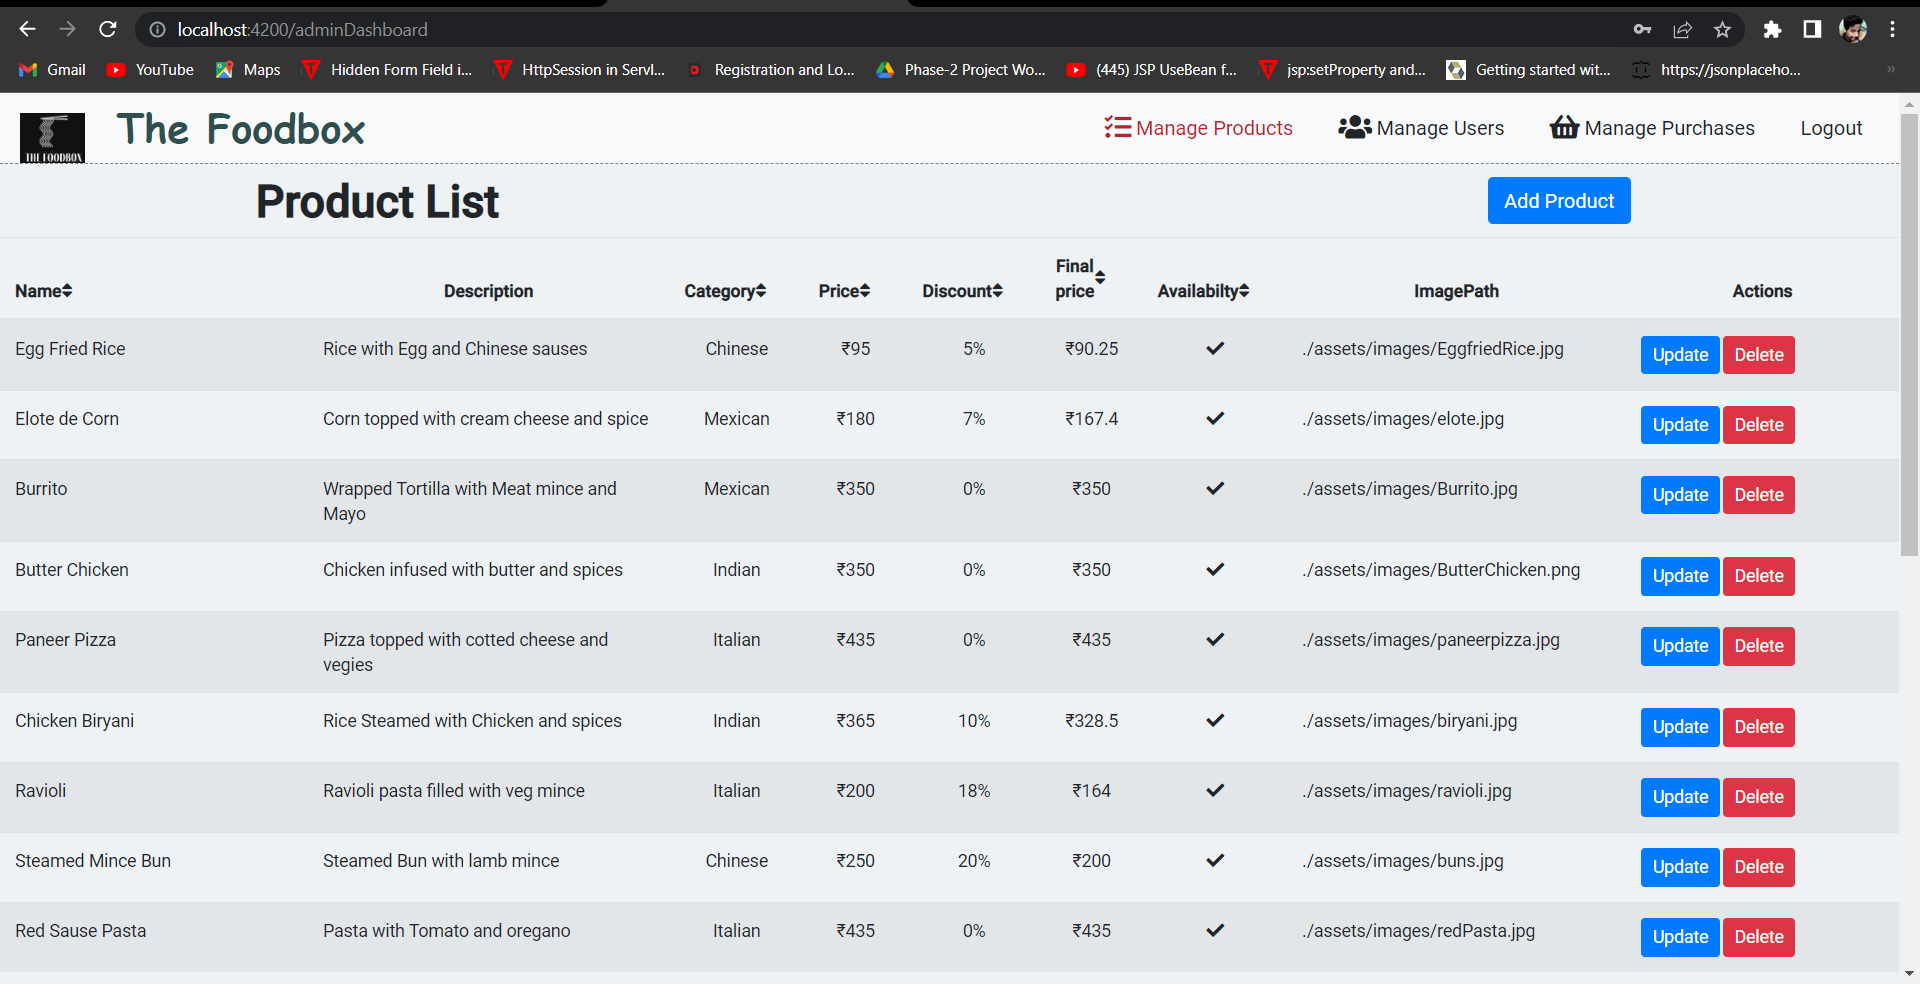 localhost:4200/adminDashboard
Gmail YouTube Maps Hidden Form Field i... HttpSession in Servl... Registration and Lo... Phase-2 Project Wo... (445) JSP UseBean f... jsp:setProperty and... Getting started wit... https://jsonplaceho... »
THE FOODBOX The Foodbox Manage Products Manage Users Manage Purchases Logout
Product List Add Product
Name Description Category Price Discount Final price Availabilty ImagePath Actions
Egg Fried Rice Rice with Egg and Chinese sauses Chinese ₹95 5% ₹90.25 ./assets/images/EggfriedRice.jpg Update Delete
Elote de Corn Corn topped with cream cheese and spice Mexican ₹180 7% ₹167.4 ./assets/images/elote.jpg Update Delete
Burrito Wrapped Tortilla with Meat mince and Mayo Mexican ₹350 0% ₹350 ./assets/images/Burrito.jpg Update Delete
Butter Chicken Chicken infused with butter and spices Indian ₹350 0% ₹350 ./assets/images/ButterChicken.png Update Delete
Paneer Pizza Pizza topped with cotted cheese and vegies Italian ₹435 0% ₹435 ./assets/images/paneerpizza.jpg Update Delete
Chicken Biryani Rice Steamed with Chicken and spices Indian ₹365 10% ₹328.5 ./assets/images/biryani.jpg Update Delete
Ravioli Ravioli pasta filled with veg mince Italian ₹200 18% ₹164 ./assets/images/ravioli.jpg Update Delete
Steamed Mince Bun Steamed Bun with lamb mince Chinese ₹250 20% ₹200 ./assets/images/buns.jpg Update Delete
Red Sause Pasta Pasta with Tomato and oregano Italian ₹435 0% ₹435 ./assets/images/redPasta.jpg Update Delete